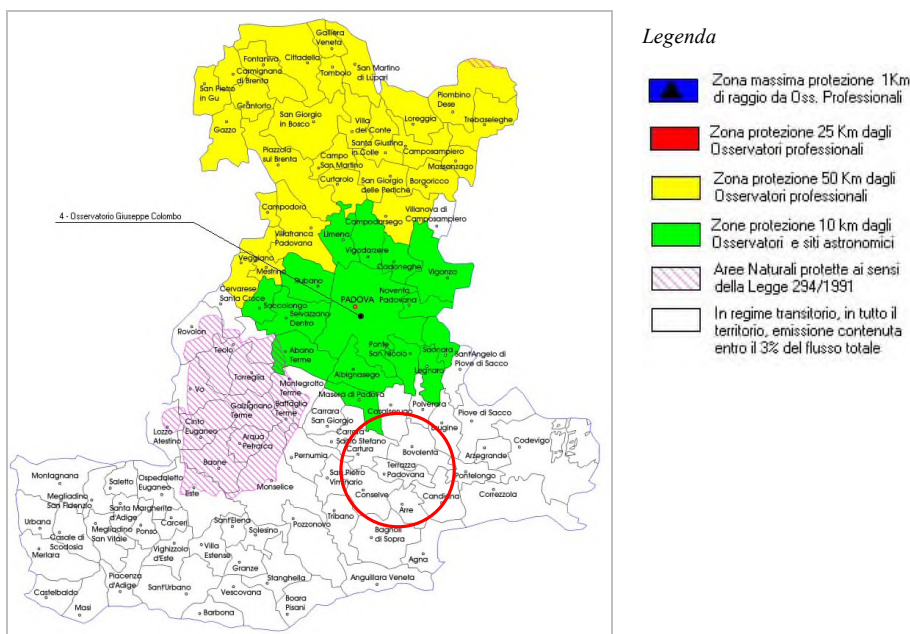 Legenda
Zona massima protezione 1Km
di raggio da Oss. Professionali
Zona protezione 25 Km dagli
Osservatori professionali
Zona protezione 50 Km dagli
Osservatori professionali
Zone protezione 10 km dagli
Osservatori e siti astronomici
Aree Naturali protette ai sensi
della Legge 294/1991
In regime transitorio, in tutto il
territorio, emissione contenuta
entro il 3% del flusso totale
Galliera
Veneta
Fontaniva
Cittadella
Carmignano
di Brenta
Tombolo
San Martino
di Lupari
San Pietro
in Gu
Grantorto
Piombino
Dese
San Giorgio
in Bosco
Villa
del Conte
Loreggia
Trebaseleghe
Gazzo
Santa Giustina
in Colle
Camposampiero
Piazzola
sul Brenta
Campo
San Martino
Massanzago
Curtarolo
San Giorgio
delle Pertiche
Borgoricco
Campodoro
Villanova di
Camposampiero
4 - Osservatorio Giuseppe Colombo
Campodarsego
Villafranca
Padovana
Limena
Vigodarzere
Veggiano
Mestrino
Cadoneghe
Vigonza
Rubano
Cervarese
Santa Croce
Saccolongo
Noventa
Padovana
PADOVA
Selvazzano
Dentro
Rovolon
Teolo
Abano
Terme
Ponte
San Nicolo
Saonara
Sant'Angelo di
Piove di Sacco
Legnaro
Albignasego
Torreglia
Montegrotto
Terme
Maserà di Padova
Polverara
Vo
Galzignano
Terme
Battaglia
Terme
Casalserugo
Carrara
San Giorgio
Piove di Sacco
Brugine
Lozzo
Atestino
Cinto
Euganeo
Arquà
Petrarca
Carrara
Santo Stefano
Cartura
Bovolenta
Codevigo
Arzegrande
Baone
Pernumia
Terrazza
Padovana
Montagnana
Saletto
Ospedaletto
Euganeo
San Pietro
Viminario
Pontelongo
Megliadino
San Fidenzio
Este
Monselice
Conselve
Candiana
Correzzola
Santa Margherita
d'Adige
Arre
Urbana
Megliadino
San Vitale
Ponso
Carceri
Sant'Elena
Solesino
Pozzonovo
Tribano
Casale di
Scodosia
Bagnoli
di Sopra
Merlara
Vighizzolo
d'Este
Villa
Estense
Agna
Granze
Piacenza
d'Adige
Stanghella
Anguillara Veneta
Castelbaldo
Sant'Urbano
Vescovana
Boara
Pisani
Masi
Barbona